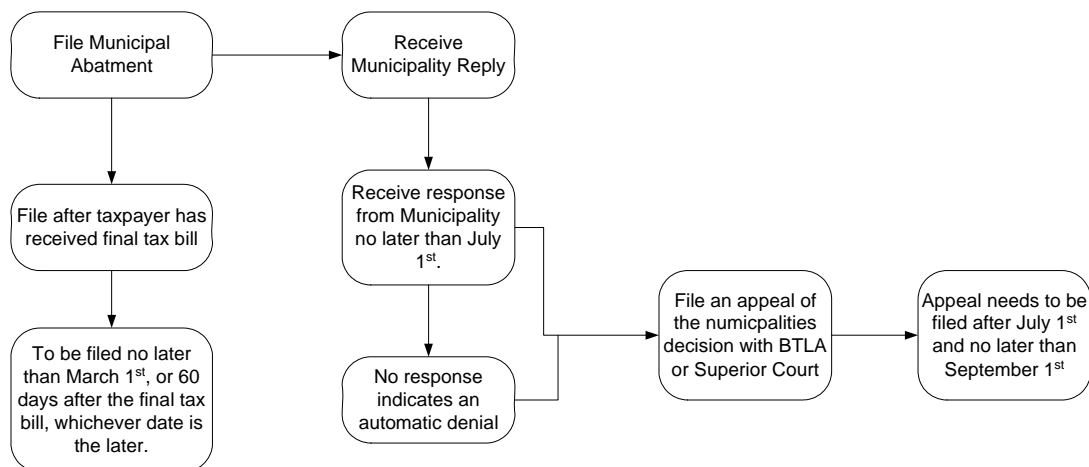 File Municipal
Abatment
Receive
Municipality Reply
File after taxpayer has
received final tax bill
Receive response
from Municipality
no later than July
1st.
To be filed no later
than March 1st, or 60
days after the final tax
bill, whichever date is
the later.
No response
indicates an
automatic denial
File an appeal of
the numicpalities
decision with BTLA
or Superior Court
Appeal needs to be
filed after July 1st
and no later than
September 1st